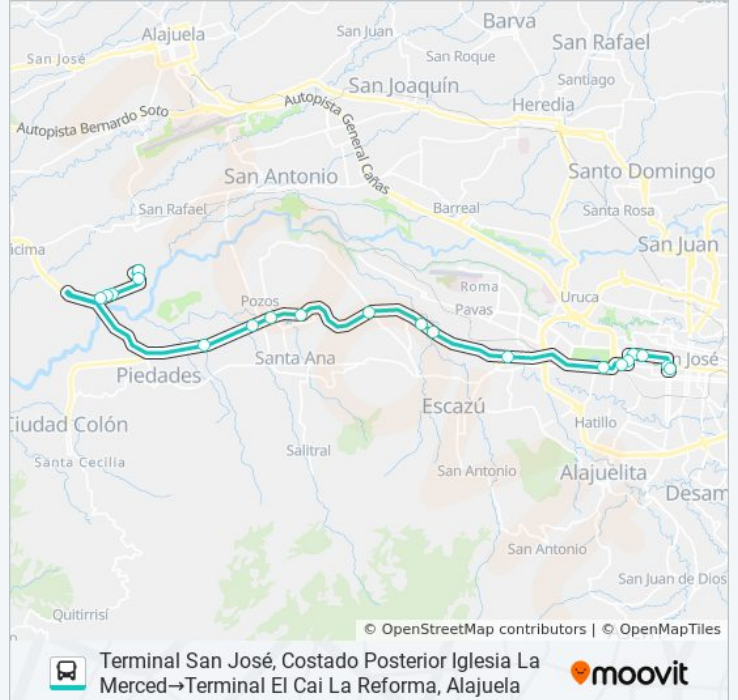 Barva
Alajuela
San Juan
San Rafael
San José
San Roque
Santiago
San Joaquín
Heredia
Autopista General Cañas
Autopista Bernardo Soto
San Antonio
Santo Domingo
San Rafael
Barreal
Santa Rosa
San Juan
ácima
Roma
Pozos
Uruca
Pavas
Santa Ana
n José
Piedades
Escazú
Ciudad Colón
Hatillo
Salitral
Santa Cecilia
San Antonio
Alajuelita
Desam
San Antonio
San Juan de Dios
Quitirrisí
© OpenStreetMap contributors | © OpenMapTiles
Terminal San José, Costado Posterior Iglesia La
Merced→Terminal El Cai La Reforma, Alajuela
moovit